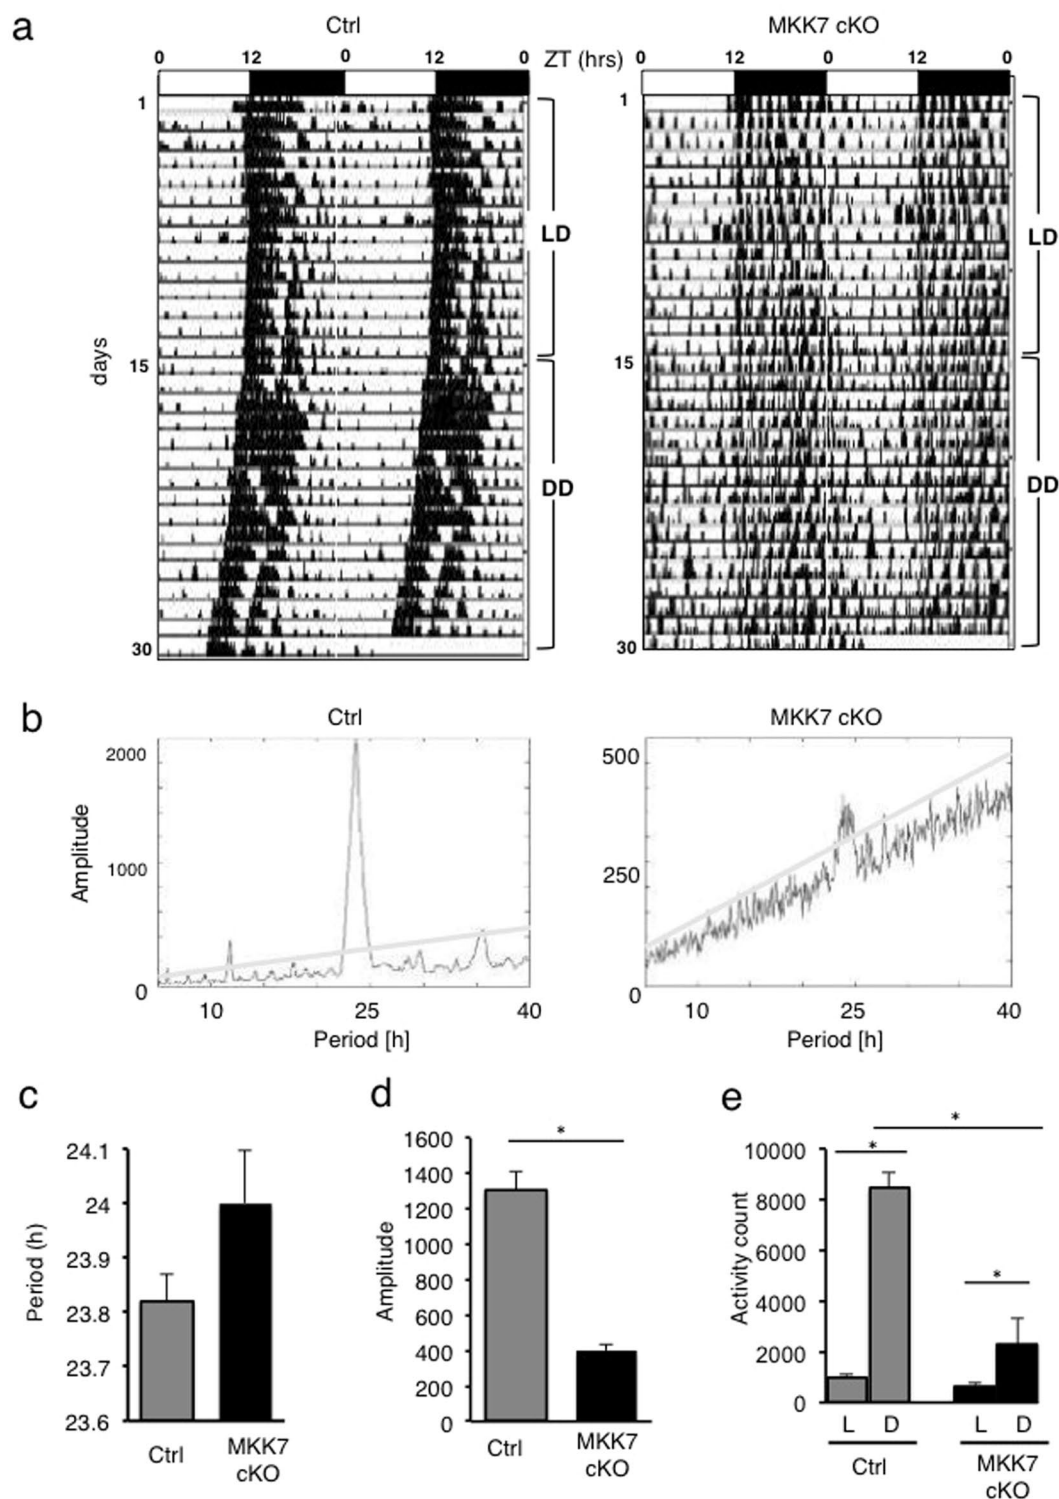 a
Ctrl
MKK7 cKO
0 12 0 12 0 ZT (hrs) 0 12 0 12 0
1
1
LD
LD
days
15
15
DD
DD
30
30
b
Ctrl
MKK7 cKO
Amplitude
2000
1000
0
10 25 40
Period [h]
500
250
0
10 25 40
Period [h]
c
Period (h)
24.1
24
23.9
23.8
23.7
23.6
Ctrl
MKK7
cKO
d
Amplitude
1600
1400
1200
1000
800
600
400
200
0
*
Ctrl
MKK7
cKO
e
Activity count
10000
8000
6000
4000
2000
0
*
*
*
L D L D
Ctrl
MKK7
cKO